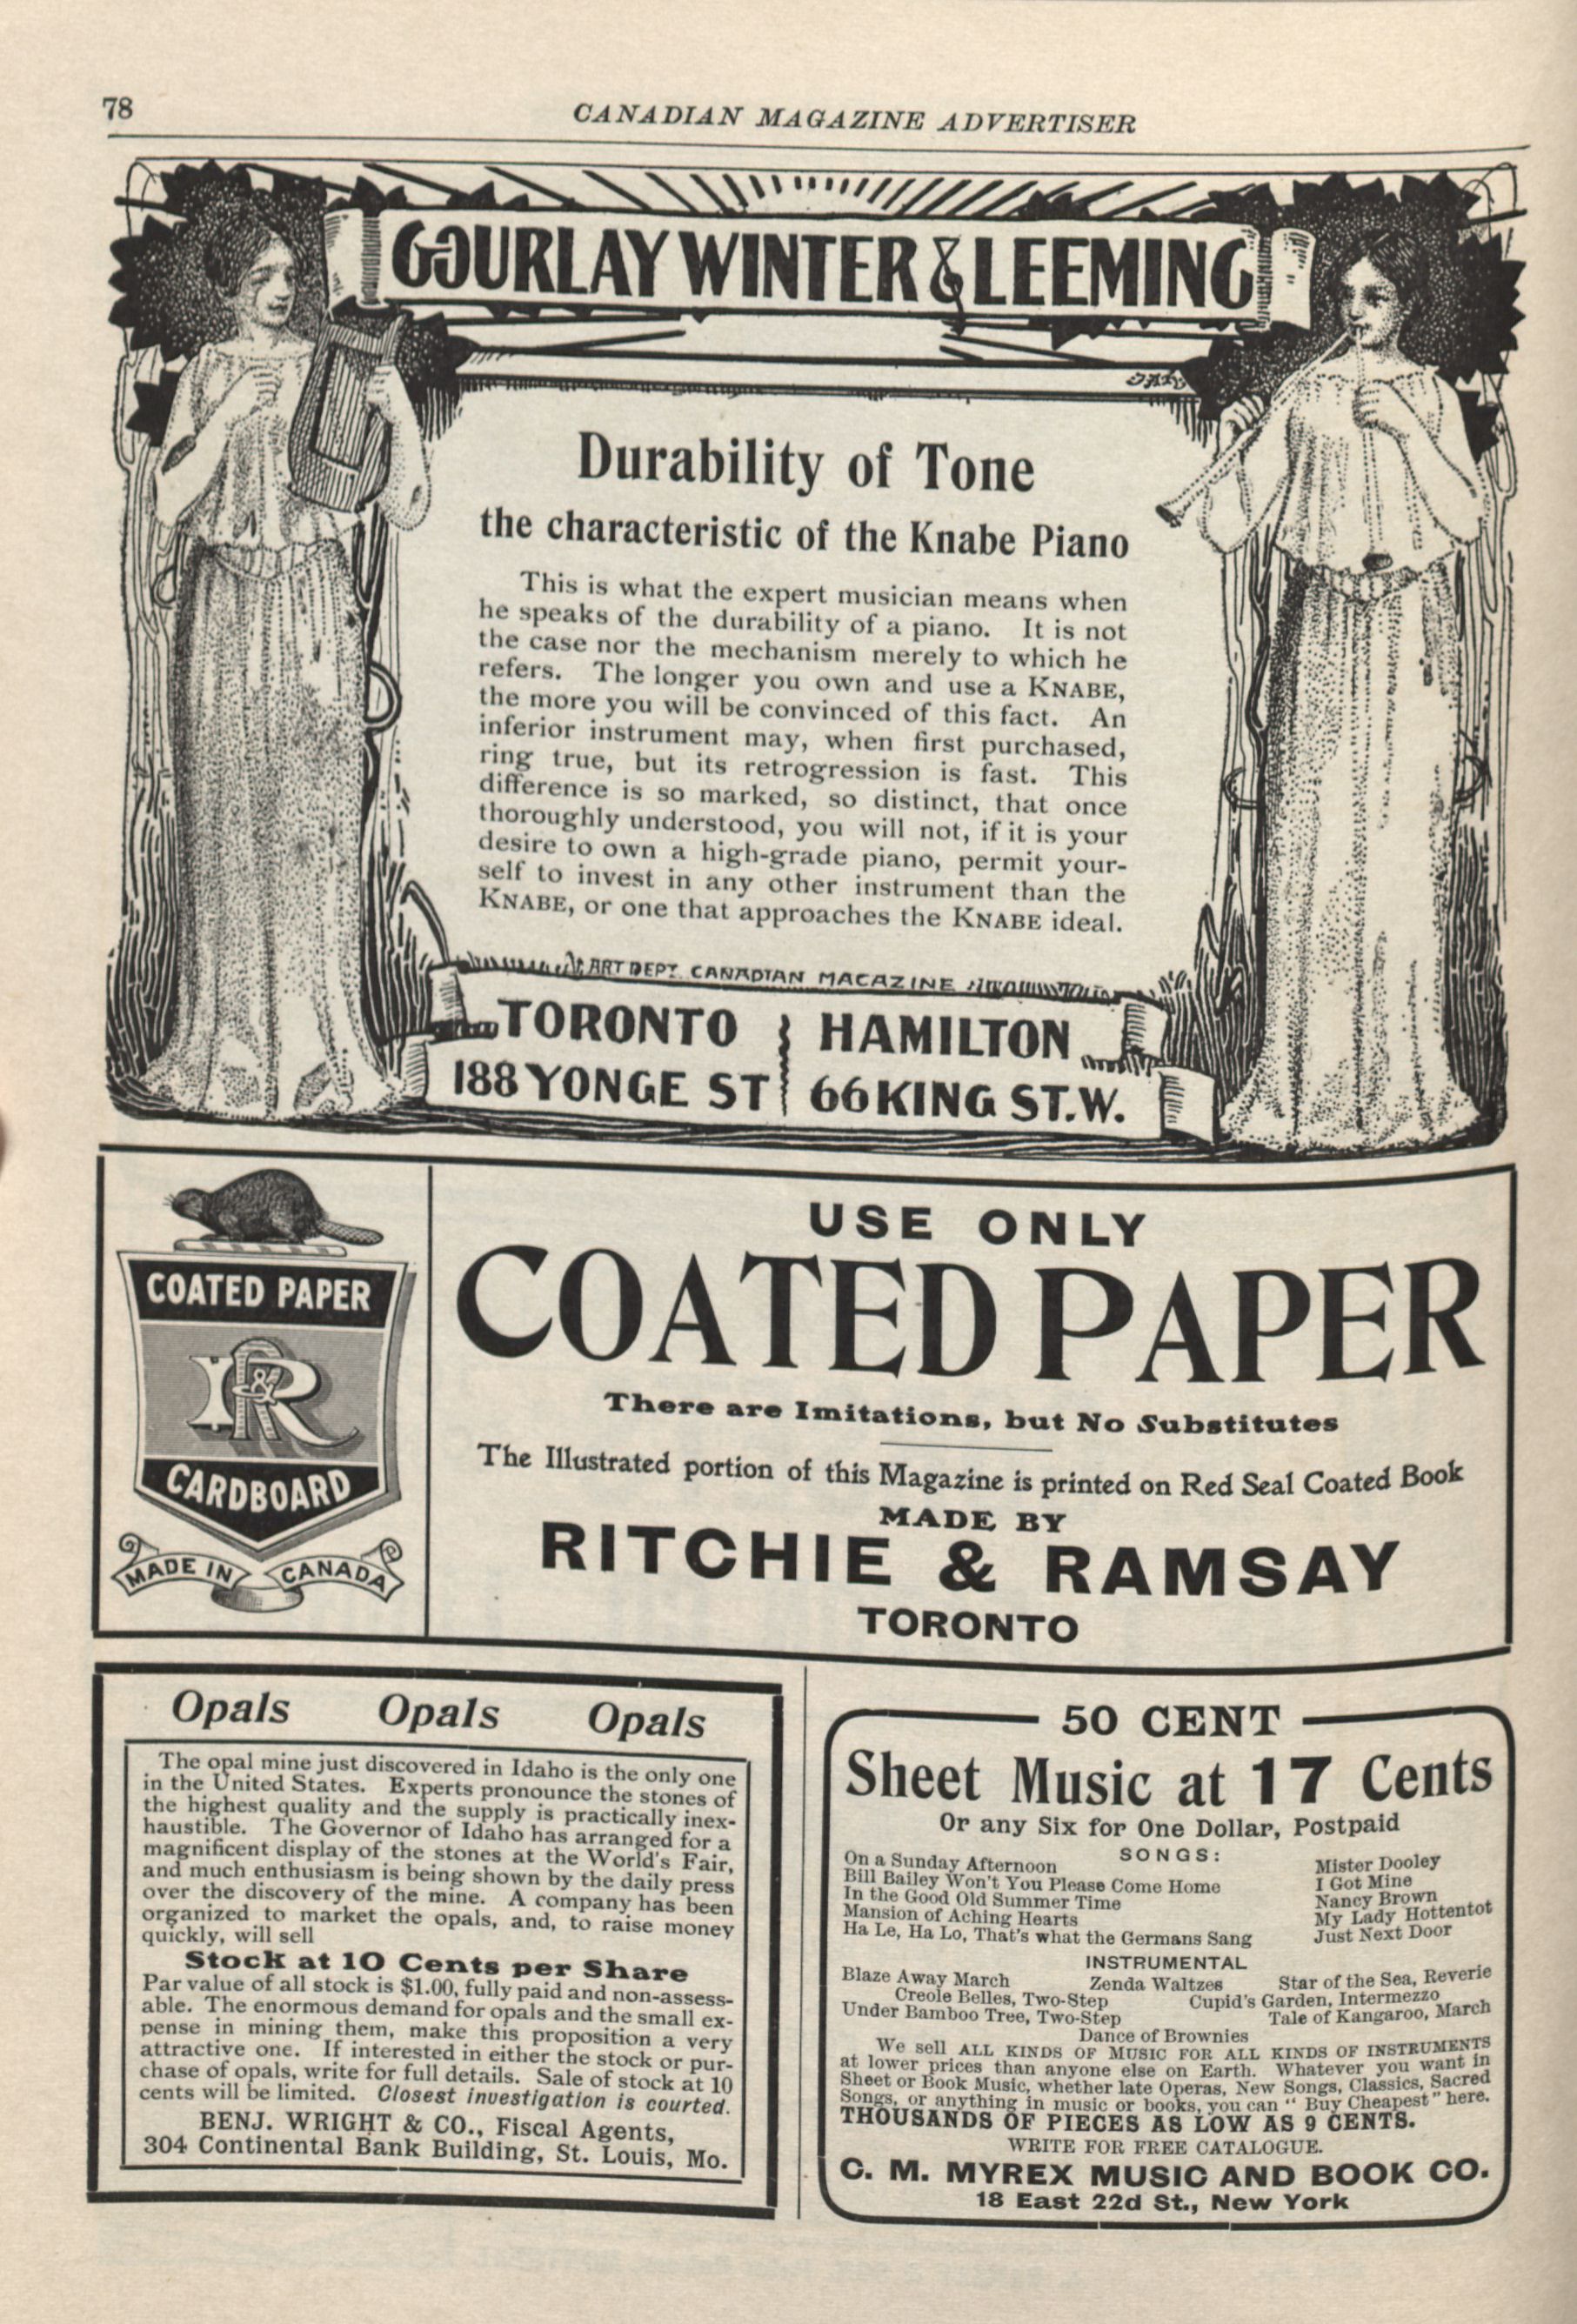 78
CANADIAN MAGAZINE ADVERTISER
GOURLAY WINTER & LEEMING
Durability of Tone
the characteristic of the Knabe Piano
This is what the expert musician means when
he speaks of the durability of a piano. It is not
the case nor the mechanism merely to which he
refers. The longer you own and use a KNABE,
the more you will be convinced of this fact. An
inferior instrument may, when first purchased,
ring true, but its retrogression is fast. This
difference is so marked, so distinct, that once
thoroughly understood, you will not, if it is your
desire to own a high-grade piano, permit your-
self to invest in any other instrument than the
KNABE, or one that approaches the KNABE ideal.
ART DEPT. CANADIAN MAGAZINE
TORONTO
188 YONGE ST
HAMILTON
66 KING ST. W.
COATED PAPER
R & R
CARDBOARD
MADE IN CANADA
USE ONLY
COATED PAPER
There are Imitations, but No Substitutes
The Illustrated portion of this Magazine is printed on Red Seal Coated Book
MADE BY
RITCHIE & RAMSAY
TORONTO
Opals Opals Opals
The opal mine just discovered in Idaho is the only one
in the United States. Experts pronounce the stones of
the highest quality and the supply is practically inex-
haustible. The Governor of Idaho has arranged for a
magnificent display of the stones at the World's Fair,
and much enthusiasm is being shown by the daily press
over the discovery of the mine. A company has been
organized to market the opals, and, to raise money
quickly, will sell
Stock at 10 Cents per Share
Par value of all stock is $1.00, fully paid and non-assess-
able. The enormous demand for opals and the small ex-
pense in mining them, make this proposition a very
attractive one. If interested in either the stock or pur-
chase of opals, write for full details. Sale of stock at 10
cents will be limited. Closest investigation is courted.
BENJ. WRIGHT & CO., Fiscal Agents,
304 Continental Bank Building, St. Louis, Mo.
50 CENT
Sheet Music at 17 Cents
Or any Six for One Dollar, Postpaid
SONGS:
On a Sunday Afternoon Mister Dooley
Bill Bailey Won't You Please Come Home I Got Mine
In the Good Old Summer Time Nancy Brown
Mansion of Aching Hearts My Lady Hottentot
Ha Le, Ha Lo, That's what the Germans Sang Just Next Door
INSTRUMENTAL
Blaze Away March Zenda Waltzes Star of the Sea, Reverie
Creole Belles, Two-Step Cupid's Garden, Intermezzo
Under Bamboo Tree, Two-Step Tale of Kangaroo, March
Dance of Brownies
We sell ALL KINDS OF MUSIC FOR ALL KINDS OF INSTRUMENTS
at lower prices than anyone else on Earth. Whatever you want in
Sheet or Book Music, whether late Operas, New Songs, Classics, Sacred
Songs, or anything in music or books, you can "Buy Cheapest" here.
THOUSANDS OF PIECES AS LOW AS 9 CENTS.
WRITE FOR FREE CATALOGUE.
C. M. MYREX MUSIC AND BOOK CO.
18 East 22d St., New York